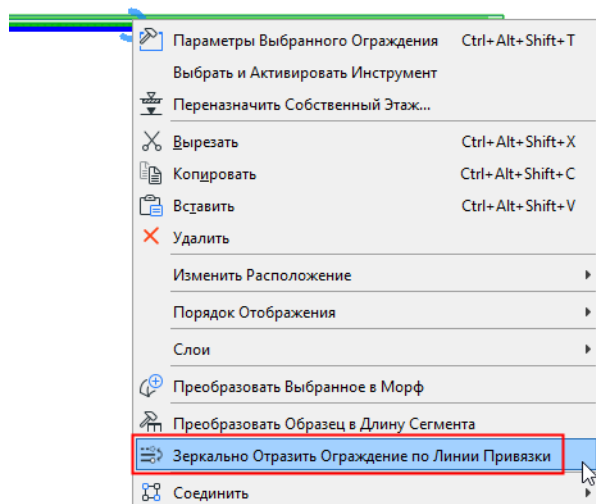 Параметры Выбранного Ограждения Ctrl+Alt+Shift+T
Выбрать и Активировать Инструмент
Переназначить Собственный Этаж...
Вырезать Ctrl+Alt+Shift+X
Копировать Ctrl+Alt+Shift+C
Вставить Ctrl+Alt+Shift+V
Удалить
Изменить Расположение
Порядок Отображения
Слои
Преобразовать Выбранное в Морф
Преобразовать Образец в Длину Сегмента
Зеркально Отразить Ограждение по Линии Привязки
Соединить